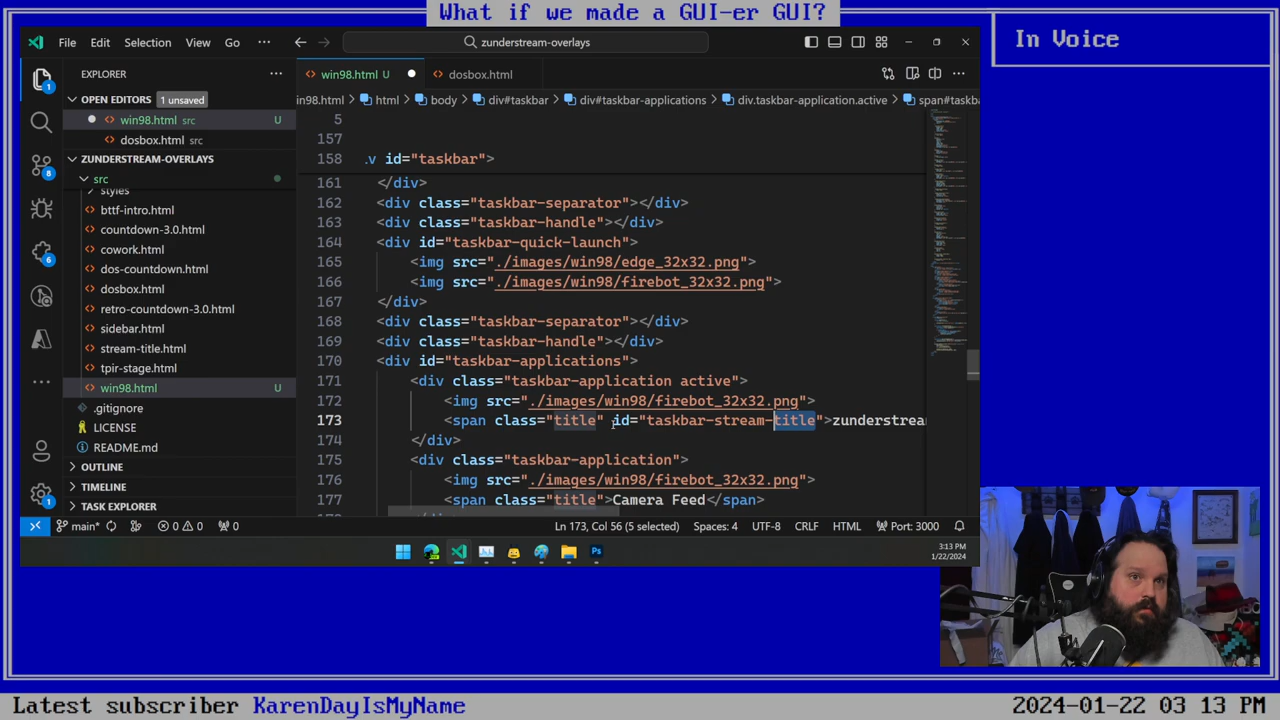 What if we made a GUI-er GUI?
In Voice
File Edit Selection View Go
zunderstream-overlays
EXPLORER
win98.html U
dosbox.html
OPEN EDITORS 1 unsaved
in98.html > html > body > div#taskbar > div#taskbar-applications > div.taskbar-application.active > span#taskb
win98.html src U
dosbox.html src
ZUNDERSTREAM-OVERLAYS
src
styles
bttf-intro.html
countdown-3.0.html
cowork.html
dos-countdown.html
dosbox.html
retro-countdown-3.0.html
sidebar.html
stream-title.html
tpir-stage.html
win98.html U
.gitignore
LICENSE
README.md
OUTLINE
TIMELINE
TASK EXPLORER
1
8
6
1
5
157
158 .v id="taskbar">
161 </div>
162 <div class="taskbar-separator"></div>
163 <div class="taskbar-handle"></div>
164 <div id="taskbar-quick-launch">
165 <img src="./images/win98/edge_32x32.png">
166 <img src="./images/win98/firebot_32x32.png">
167 </div>
168 <div class="taskbar-separator"></div>
169 <div class="taskbar-handle"></div>
170 <div id="taskbar-applications">
171 <div class="taskbar-application active">
172 <img src="./images/win98/firebot_32x32.png">
173 <span class="title" id="taskbar-stream-title">zunderstrea
174 </div>
175 <div class="taskbar-application">
176 <img src="./images/win98/firebot_32x32.png">
177 <span class="title">Camera Feed</span>
main* 0 0 0 Ln 173, Col 56 (5 selected) Spaces: 4 UTF-8 CRLF HTML Port: 3000
3:13 PM
1/22/2024
Latest subscriber KarenDayIsMyName
2024-01-22 03 13 PM